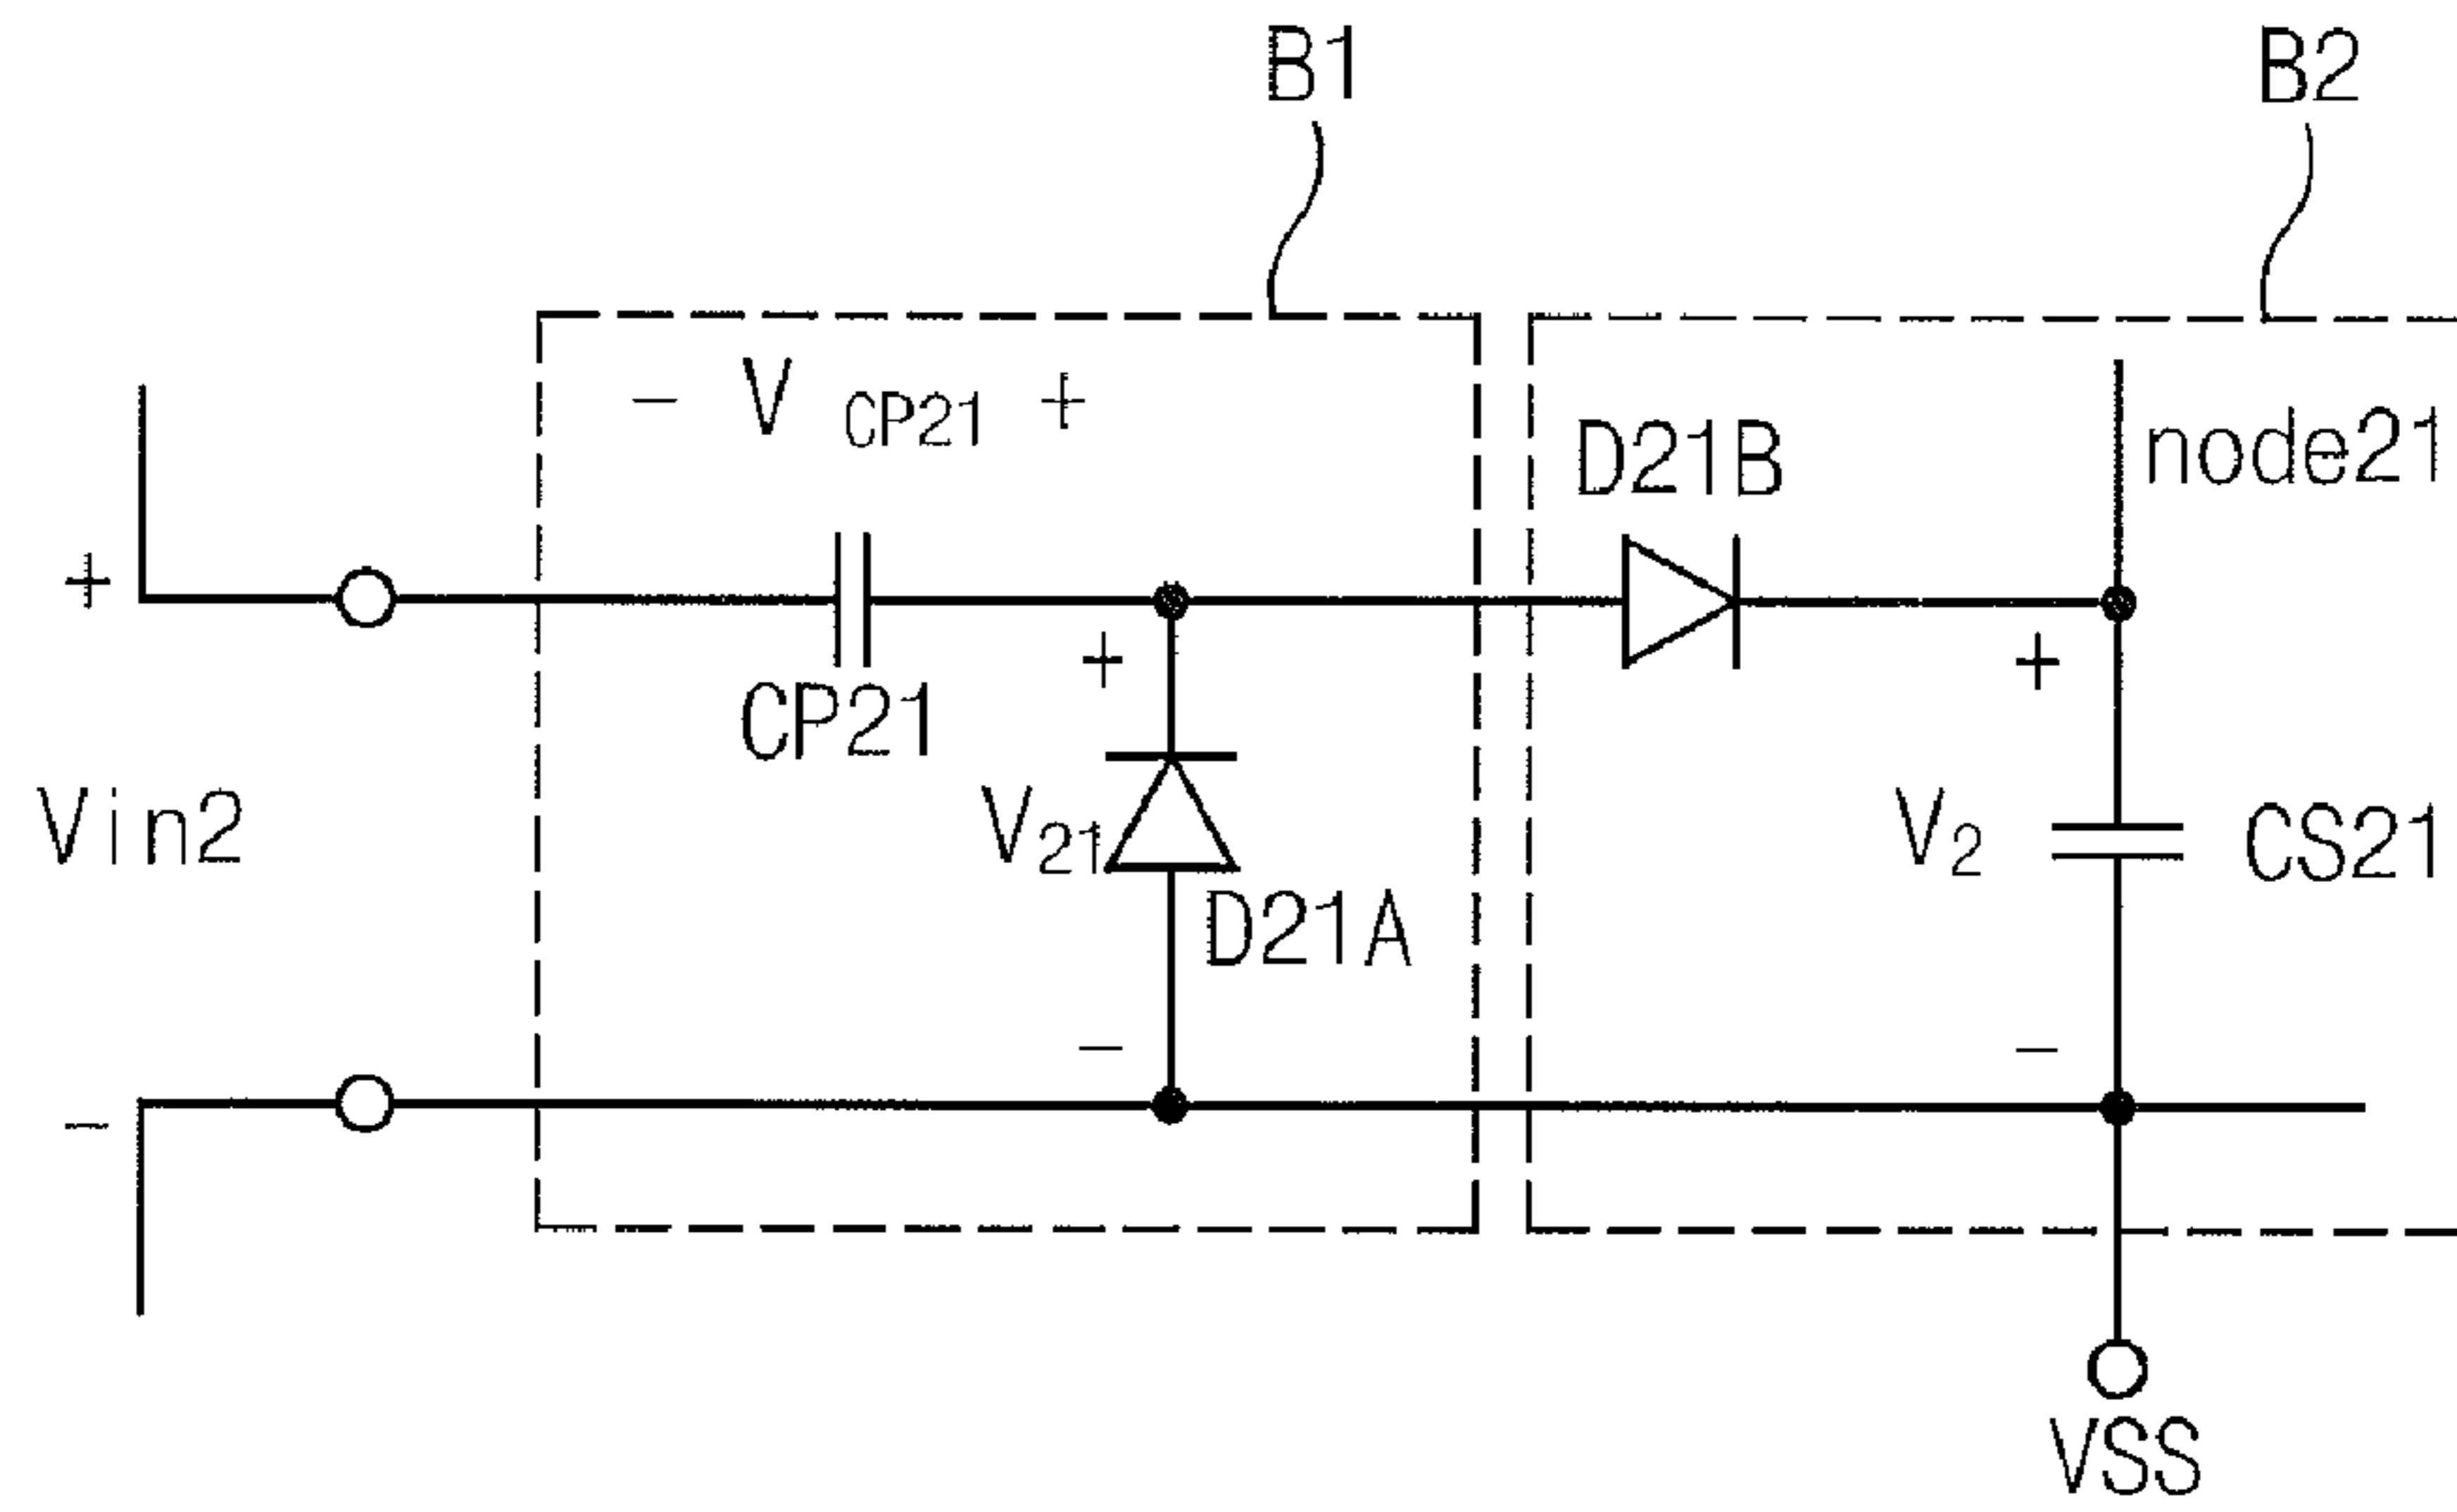 B1
B2
− V CP21 +
D21B
node21
+
CP21
+
+
Vin2
V21
D21A
V2
CS21
−
−
−
VSS